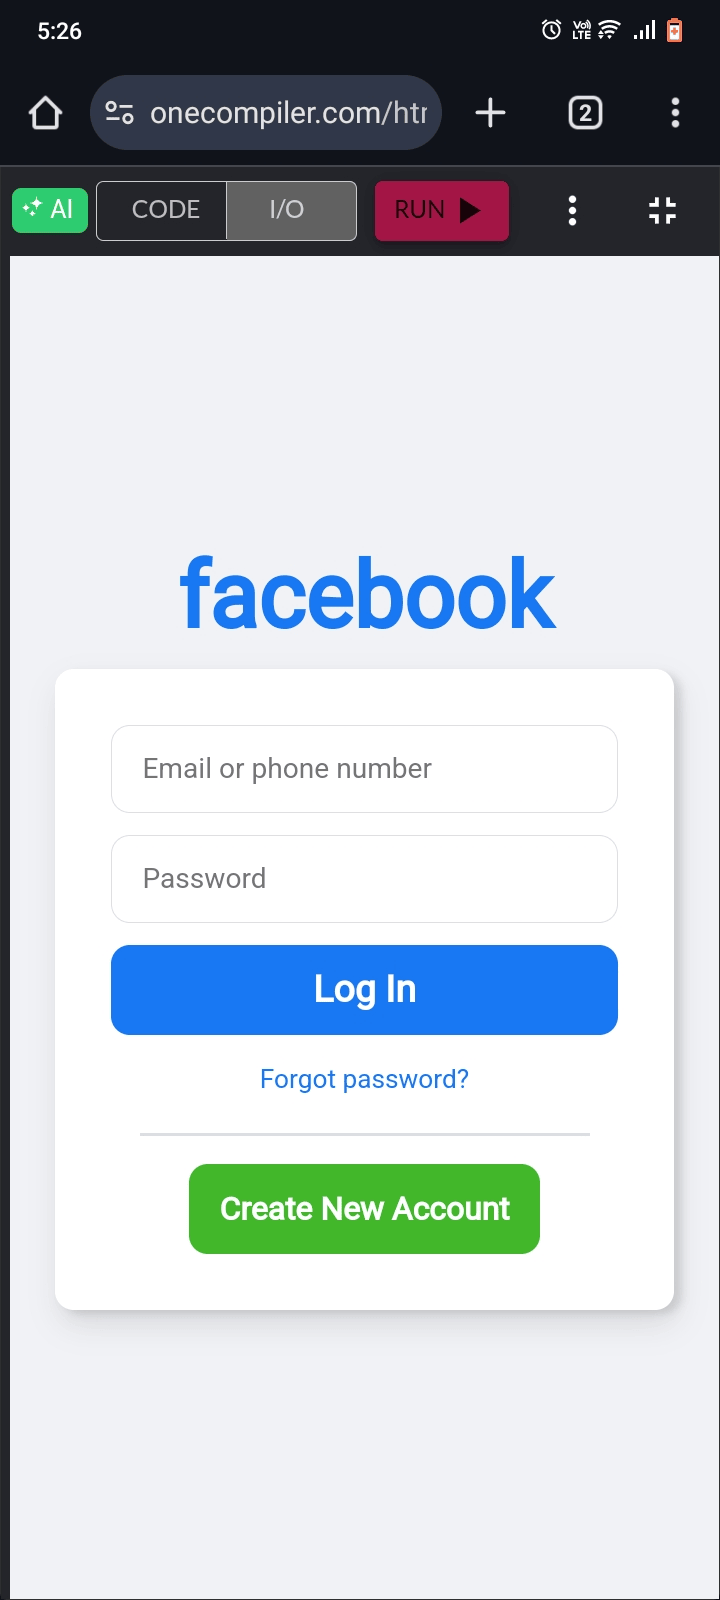 5:26
Vo) LTE
onecompiler.com/htr
2
AI
CODE
I/O
RUN
facebook
Email or phone number
Password
Log In
Forgot password?
Create New Account